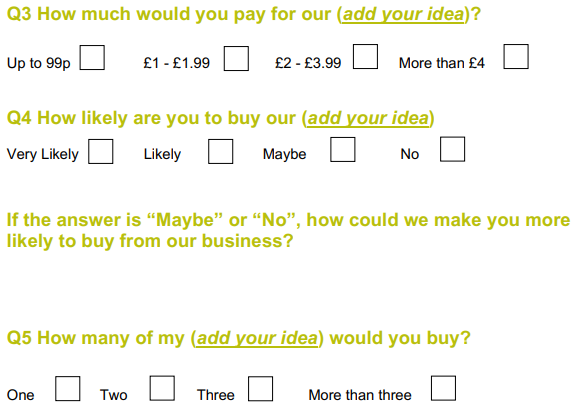 Q3 How much would you pay for our (add your idea)?
Up to 99p £1 - £1.99 £2 - £3.99 More than £4
Q4 How likely are you to buy our (add your idea)
Very Likely Likely Maybe No
If the answer is “Maybe” or “No”, how could we make you more
likely to buy from our business?
Q5 How many of my (add your idea) would you buy?
One Two Three More than three